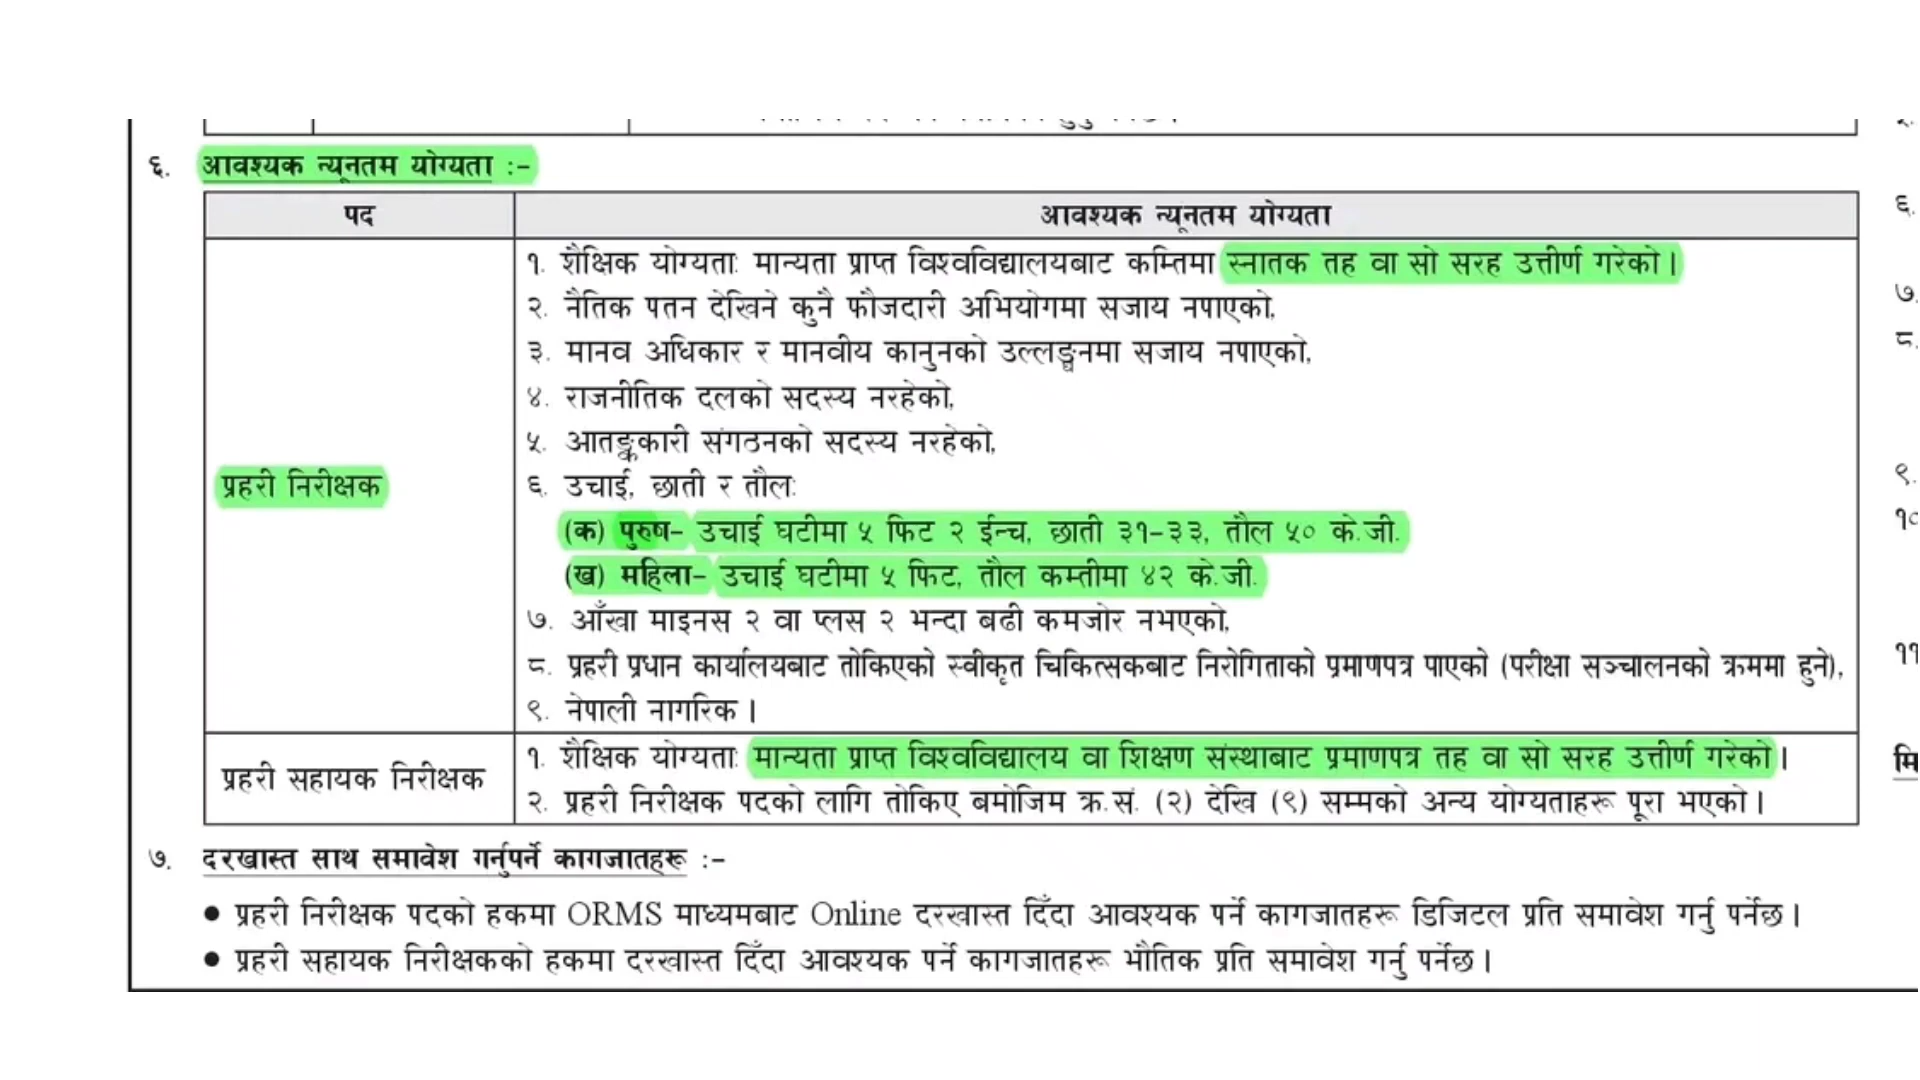 ६. आवश्यक न्यूनतम योग्यता :-
पद आवश्यक न्यूनतम योग्यता
१. शैक्षिक योग्यताः मान्यता प्राप्त विश्वविद्यालयबाट कम्तिमा स्नातक तह वा सो सरह उत्तीर्ण गरेको।
२. नैतिक पतन देखिने कुनै फौजदारी अभियोगमा सजाय नपाएको,
३. मानव अधिकार र मानवीय कानुनको उल्लङ्घनमा सजाय नपाएको,
४. राजनीतिक दलको सदस्य नरहेको,
५. आतङ्ककारी संगठनको सदस्य नरहेको,
प्रहरी निरीक्षक
६. उचाई, छाती र तौलः
(क) पुरुष- उचाई घटीमा ५ फिट २ ईन्च, छाती ३१-३३, तौल ५० के.जी.
(ख) महिला- उचाई घटीमा ५ फिट, तौल कम्तीमा ४२ के.जी.
७. आँखा माइनस २ वा प्लस २ भन्दा बढी कमजोर नभएको,
८. प्रहरी प्रधान कार्यालयबाट तोकिएको स्वीकृत चिकित्सकबाट निरोगिताको प्रमाणपत्र पाएको (परीक्षा सञ्चालनको क्रममा हुने),
९. नेपाली नागरिक।
प्रहरी सहायक निरीक्षक
१. शैक्षिक योग्यताः मान्यता प्राप्त विश्वविद्यालय वा शिक्षण संस्थाबाट प्रमाणपत्र तह वा सो सरह उत्तीर्ण गरेको।
२. प्रहरी निरीक्षक पदको लागि तोकिए बमोजिम क्र.सं. (२) देखि (९) सम्मको अन्य योग्यताहरू पूरा भएको।
७. दरखास्त साथ समावेश गर्नुपर्ने कागजातहरू :-
● प्रहरी निरीक्षक पदको हकमा ORMS माध्यमबाट Online दरखास्त दिँदा आवश्यक पर्ने कागजातहरू डिजिटल प्रति समावेश गर्नु पर्नेछ।
● प्रहरी सहायक निरीक्षकको हकमा दरखास्त दिँदा आवश्यक पर्ने कागजातहरू भौतिक प्रति समावेश गर्नु पर्नेछ।
६.
७.
८.
९.
११